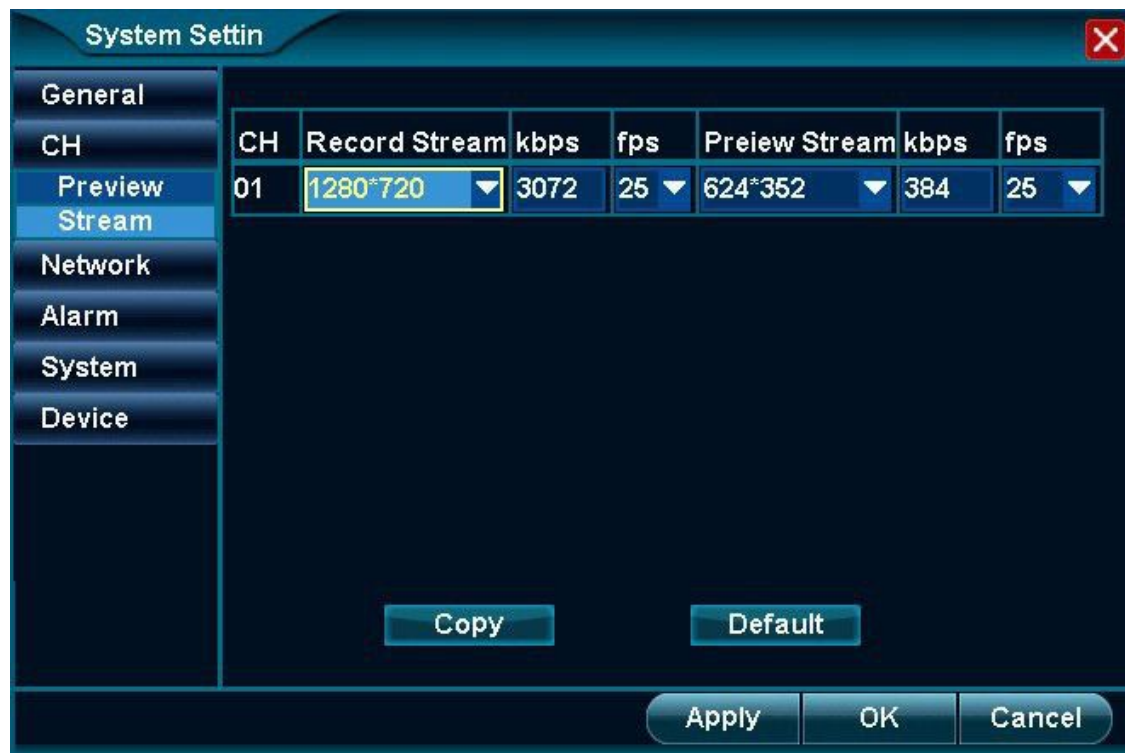 System Settin
General
CH
Preview
Stream
Network
Alarm
System
Device
CH Record Stream kbps fps Preiew Stream kbps fps
01 1280*720 3072 25 624*352 384 25
Copy Default
Apply OK Cancel